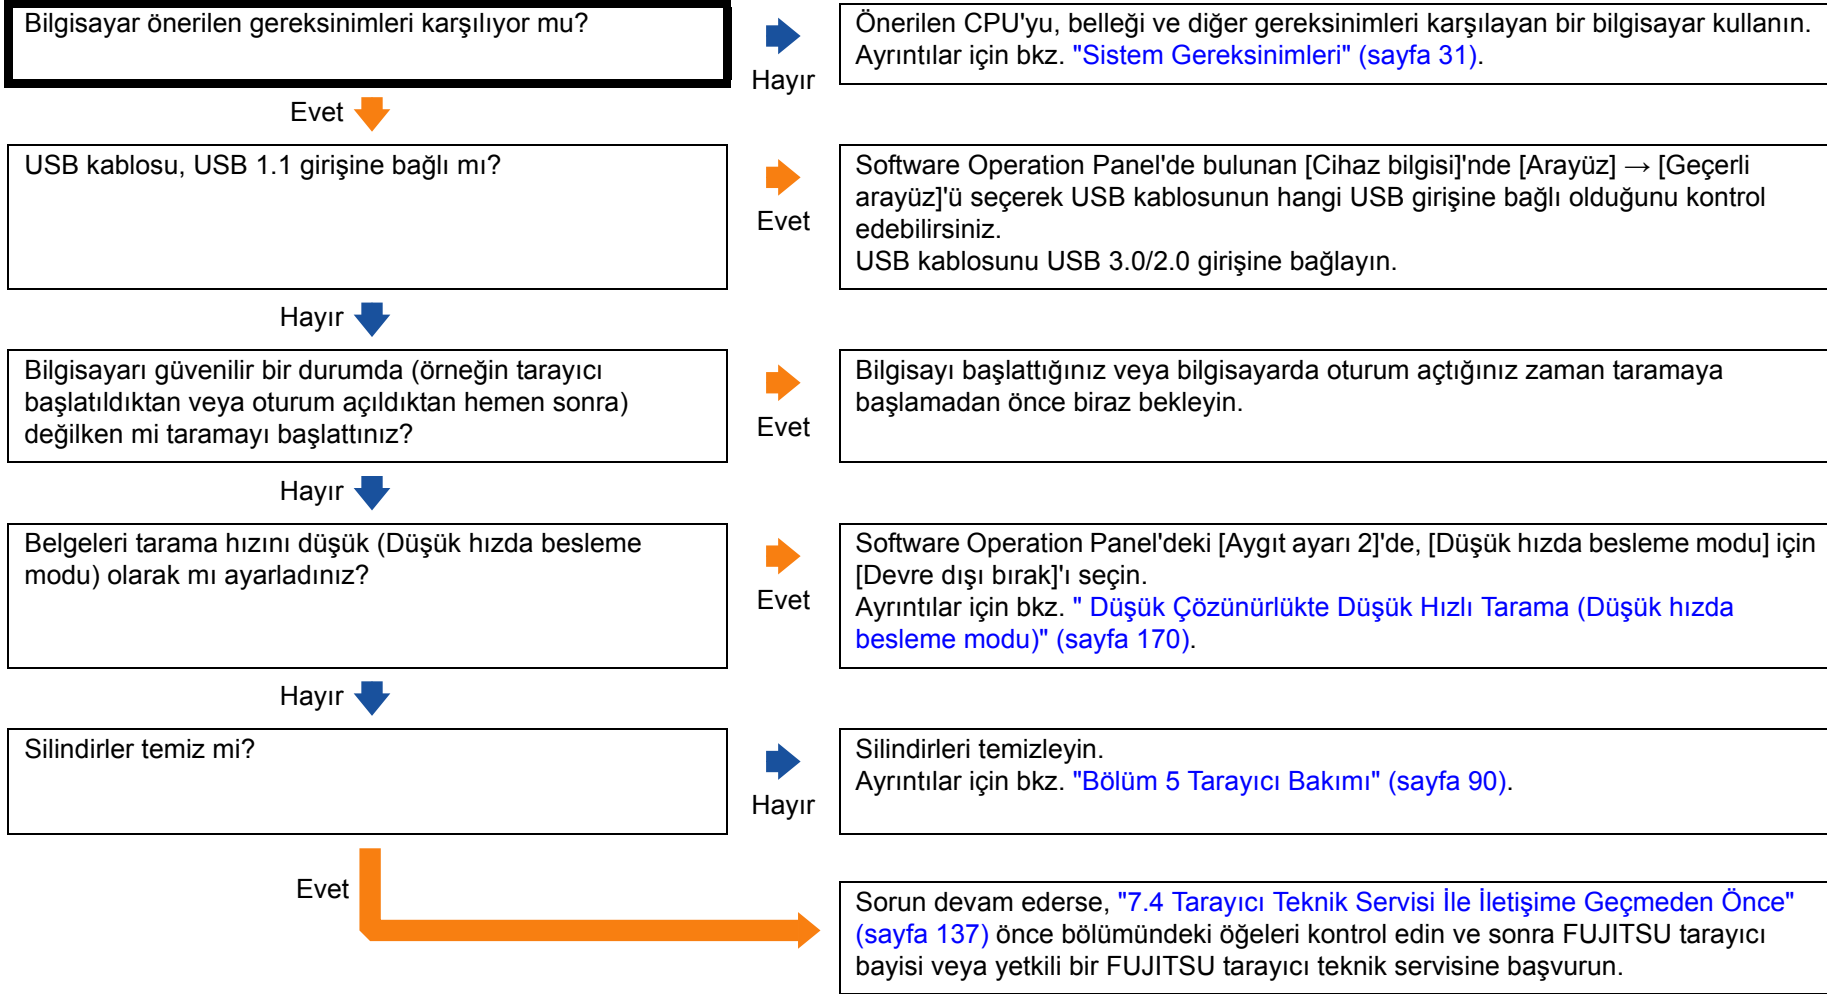 Bilgisayar önerilen gereksinimleri karşılıyor mu?
Hayır
Önerilen CPU'yu, belleği ve diğer gereksinimleri karşılayan bir bilgisayar kullanın.
Ayrıntılar için bkz. "Sistem Gereksinimleri" (sayfa 31).
Evet
USB kablosu, USB 1.1 girişine bağlı mı?
Evet
Software Operation Panel'de bulunan [Cihaz bilgisi]'nde [Arayüz] → [Geçerli
arayüz]'ü seçerek USB kablosunun hangi USB girişine bağlı olduğunu kontrol
edebilirsiniz.
USB kablosunu USB 3.0/2.0 girişine bağlayın.
Hayır
Bilgisayarı güvenilir bir durumda (örneğin tarayıcı
başlatıldıktan veya oturum açıldıktan hemen sonra)
değilken mi taramayı başlattınız?
Evet
Bilgisayı başlattığınız veya bilgisayarda oturum açtığınız zaman taramaya
başlamadan önce biraz bekleyin.
Hayır
Belgeleri tarama hızını düşük (Düşük hızda besleme
modu) olarak mı ayarladınız?
Evet
Software Operation Panel'deki [Aygıt ayarı 2]'de, [Düşük hızda besleme modu] için
[Devre dışı bırak]'ı seçin.
Ayrıntılar için bkz. " Düşük Çözünürlükte Düşük Hızlı Tarama (Düşük hızda
besleme modu)" (sayfa 170).
Hayır
Silindirler temiz mi?
Hayır
Silindirleri temizleyin.
Ayrıntılar için bkz. "Bölüm 5 Tarayıcı Bakımı" (sayfa 90).
Evet
Sorun devam ederse, "7.4 Tarayıcı Teknik Servisi İle İletişime Geçmeden Önce"
(sayfa 137) önce bölümündeki öğeleri kontrol edin ve sonra FUJITSU tarayıcı
bayisi veya yetkili bir FUJITSU tarayıcı teknik servisine başvurun.